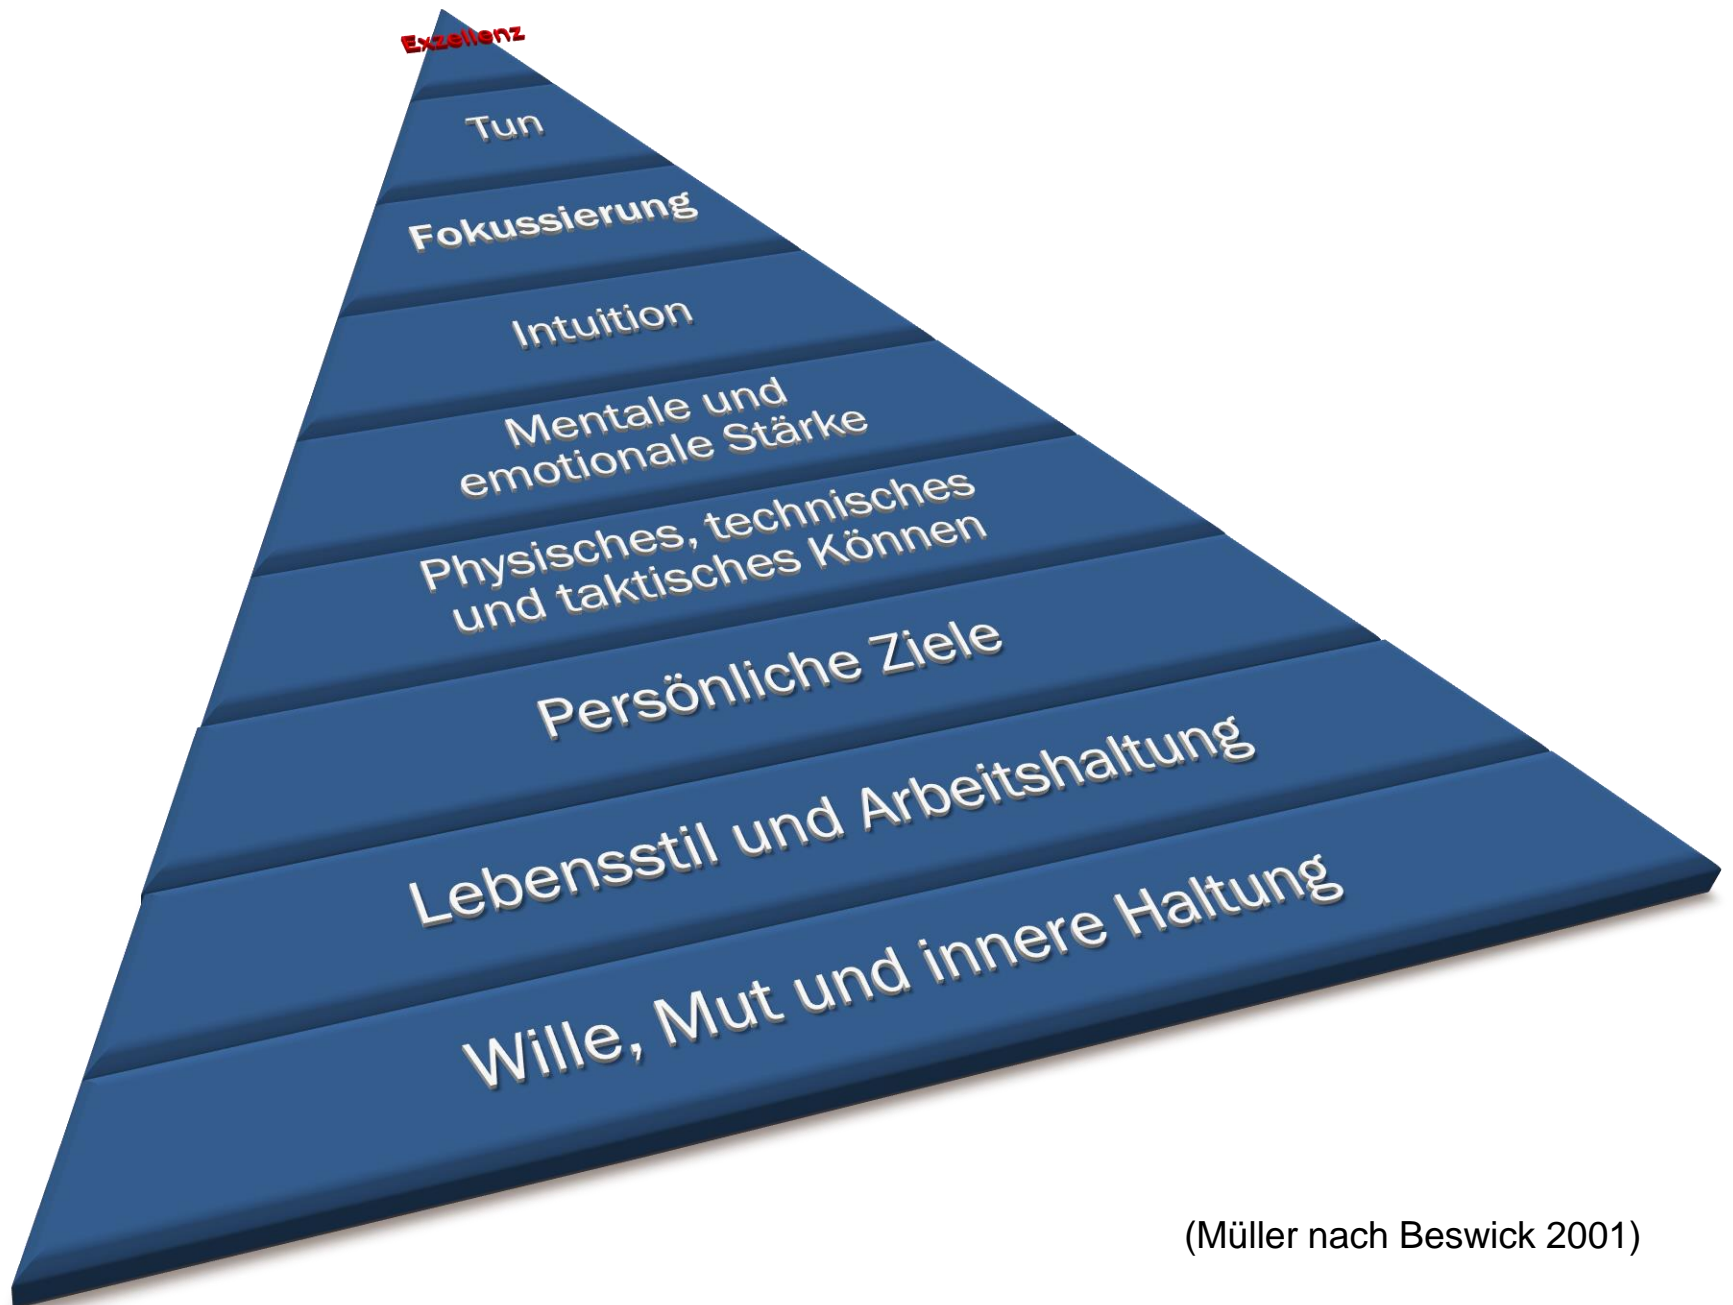 Exzellenz
Tun
Fokussierung
Intuition
Mentale und
emotionale Stärke
Physisches, technisches
und taktisches Können
Persönliche Ziele
Lebensstil und Arbeitshaltung
Wille, Mut und innere Haltung
(Müller nach Beswick 2001)